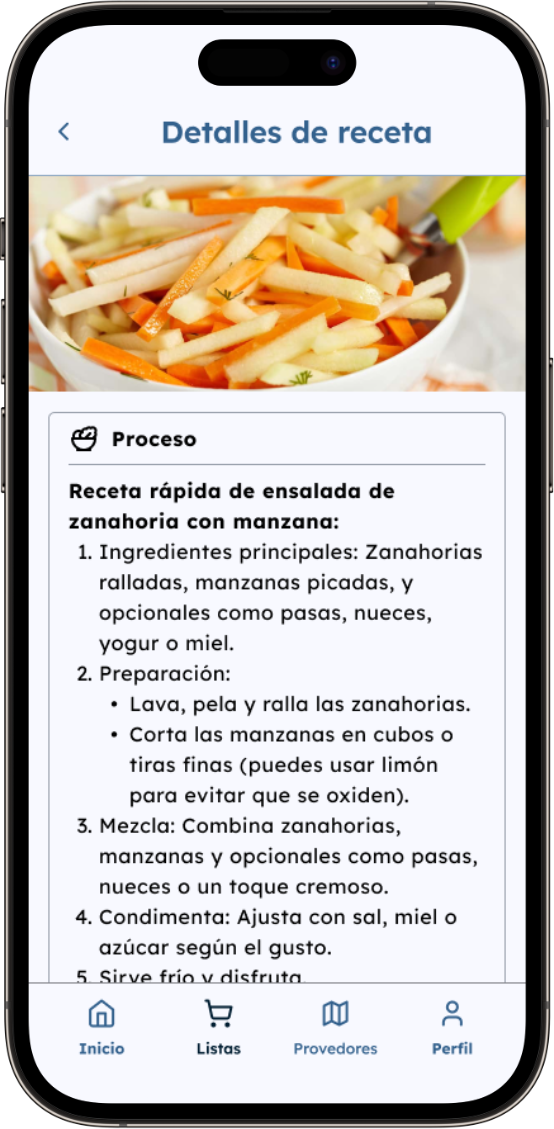 Detalles de receta
Proceso
Receta rápida de ensalada de
zanahoria con manzana:
1. Ingredientes principales: Zanahorias
ralladas, manzanas picadas, y
opcionales como pasas, nueces,
yogur o miel.
2. Preparación:
• Lava, pela y ralla las zanahorias.
• Corta las manzanas en cubos o
tiras finas (puedes usar limón
para evitar que se oxiden).
3. Mezcla: Combina zanahorias,
manzanas y opcionales como pasas,
nueces o un toque cremoso.
4. Condimenta: Ajusta con sal, miel o
azúcar según el gusto.
5. Sirve frío y disfruta.
Inicio
Listas
Provedores
Perfil